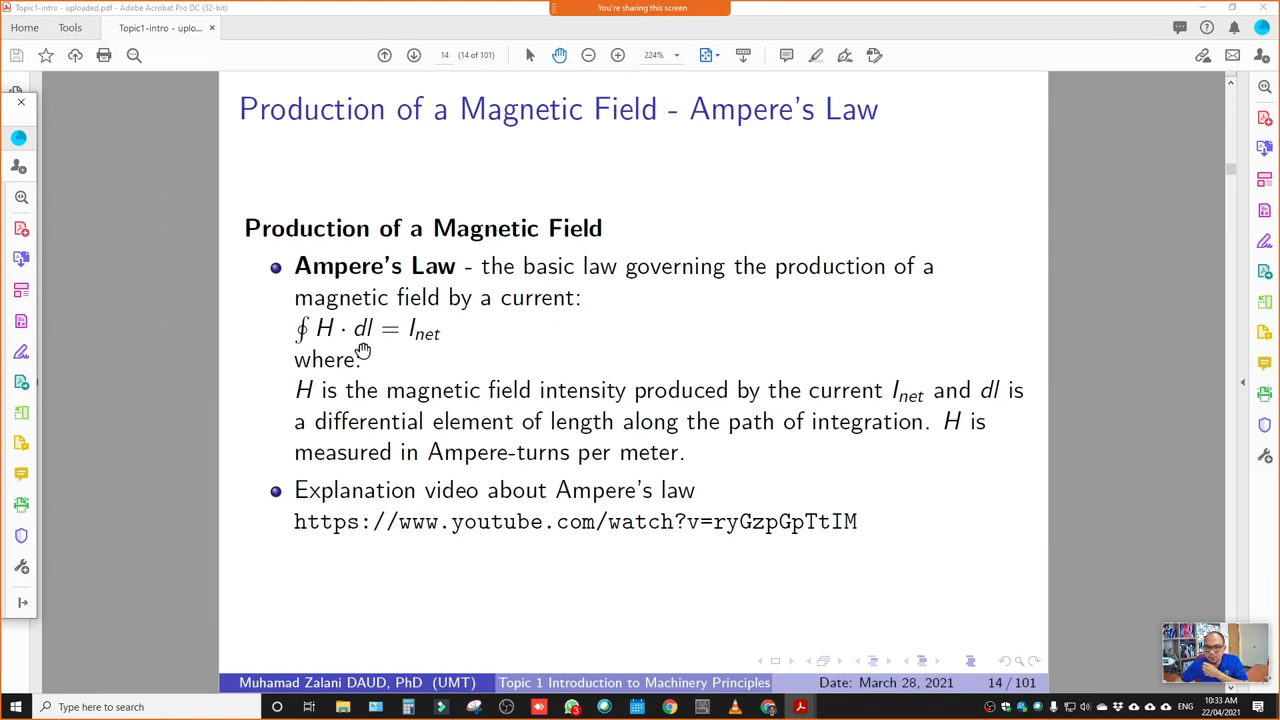 Topic1-intro - uploaded.pdf - Adobe Acrobat Pro DC (32-bit)
You're sharing this screen
Home
Tools
Topic1-intro - uplo...
14
(14 of 101)
224%
Production of a Magnetic Field - Ampere's Law
Production of a Magnetic Field
Ampere's Law - the basic law governing the production of a
magnetic field by a current:
∮ H · dl = I_net
where:
H is the magnetic field intensity produced by the current I_net and dl is
a differential element of length along the path of integration. H is
measured in Ampere-turns per meter.
Explanation video about Ampere's law
https://www.youtube.com/watch?v=ryGzpGpTtIM
Muhamad Zalani DAUD, PhD (UMT)
Topic 1 Introduction to Machinery Principles
Date: March 28, 2021
14 / 101
Type here to search
ENG
10:33 AM
22/04/2021